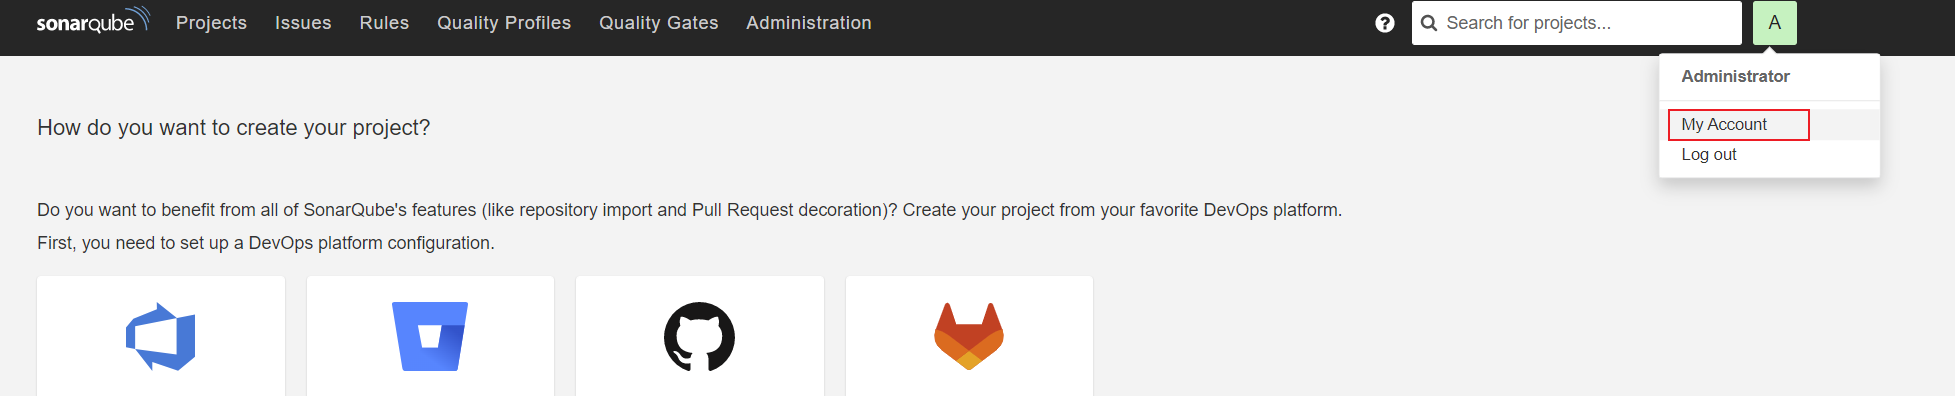 sonarqube Projects Issues Rules Quality Profiles Quality Gates Administration ? Search for projects... A
Administrator
My Account
Log out
How do you want to create your project?
Do you want to benefit from all of SonarQube's features (like repository import and Pull Request decoration)? Create your project from your favorite DevOps platform.
First, you need to set up a DevOps platform configuration.